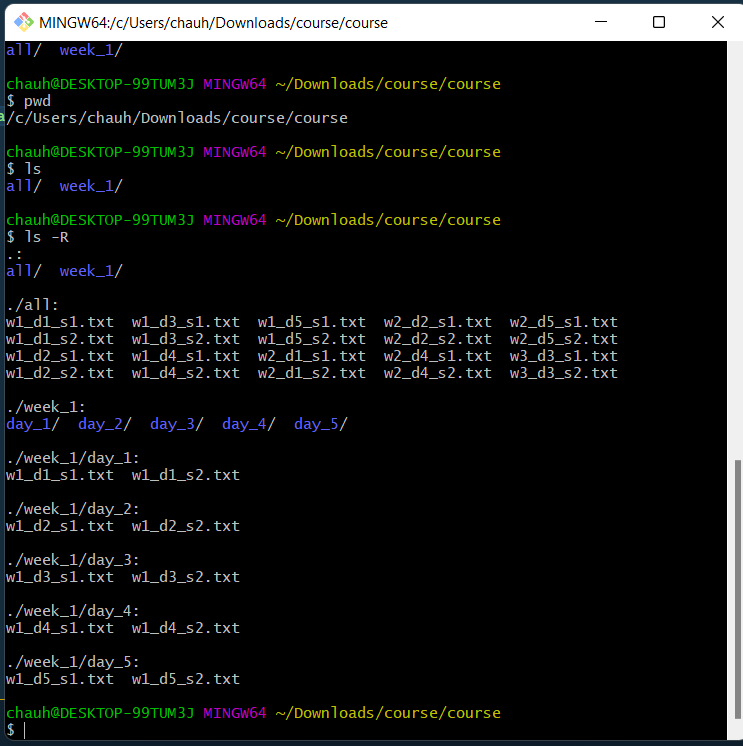 MINGW64:/c/Users/chauh/Downloads/course/course
all/  week_1/
chauh@DESKTOP-99TUM3J MINGW64 ~/Downloads/course/course
$ pwd
/c/Users/chauh/Downloads/course/course
chauh@DESKTOP-99TUM3J MINGW64 ~/Downloads/course/course
$ ls
all/  week_1/
chauh@DESKTOP-99TUM3J MINGW64 ~/Downloads/course/course
$ ls -R
.:
all/  week_1/
./all:
w1_d1_s1.txt  w1_d3_s1.txt  w1_d5_s1.txt  w2_d2_s1.txt  w2_d5_s1.txt
w1_d1_s2.txt  w1_d3_s2.txt  w1_d5_s2.txt  w2_d2_s2.txt  w2_d5_s2.txt
w1_d2_s1.txt  w1_d4_s1.txt  w2_d1_s1.txt  w2_d4_s1.txt  w3_d3_s1.txt
w1_d2_s2.txt  w1_d4_s2.txt  w2_d1_s2.txt  w2_d4_s2.txt  w3_d3_s2.txt
./week_1:
day_1/  day_2/  day_3/  day_4/  day_5/
./week_1/day_1:
w1_d1_s1.txt  w1_d1_s2.txt
./week_1/day_2:
w1_d2_s1.txt  w1_d2_s2.txt
./week_1/day_3:
w1_d3_s1.txt  w1_d3_s2.txt
./week_1/day_4:
w1_d4_s1.txt  w1_d4_s2.txt
./week_1/day_5:
w1_d5_s1.txt  w1_d5_s2.txt
chauh@DESKTOP-99TUM3J MINGW64 ~/Downloads/course/course
$